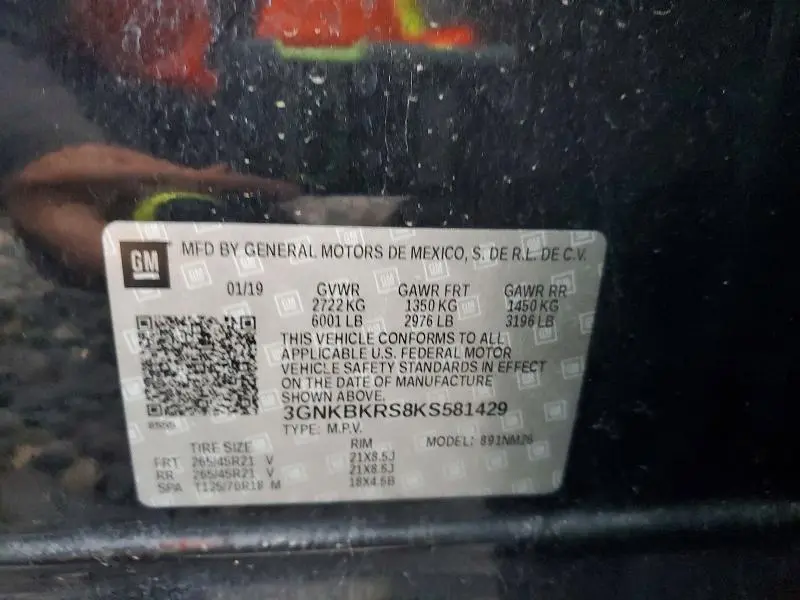 GM
MFD BY GENERAL MOTORS DE MEXICO, S. DE R.L. DE C.V.
01/19 GVWR GAWR FRT GAWR RR
2722 KG 1350 KG 1450 KG
6001 LB 2976 LB 3196 LB
THIS VEHICLE CONFORMS TO ALL
APPLICABLE U.S. FEDERAL MOTOR
VEHICLE SAFETY STANDARDS IN EFFECT
ON THE DATE OF MANUFACTURE
SHOWN ABOVE.
3GNKBKRS8KS581429
TYPE: M.P.V. MODEL: 891NM26
TIRE SIZE RIM
FRT 265/45R21 V 21X8.5J
RR 265/45R21 V 21X8.5J
SPA T125/70R18 M 18X4.5B